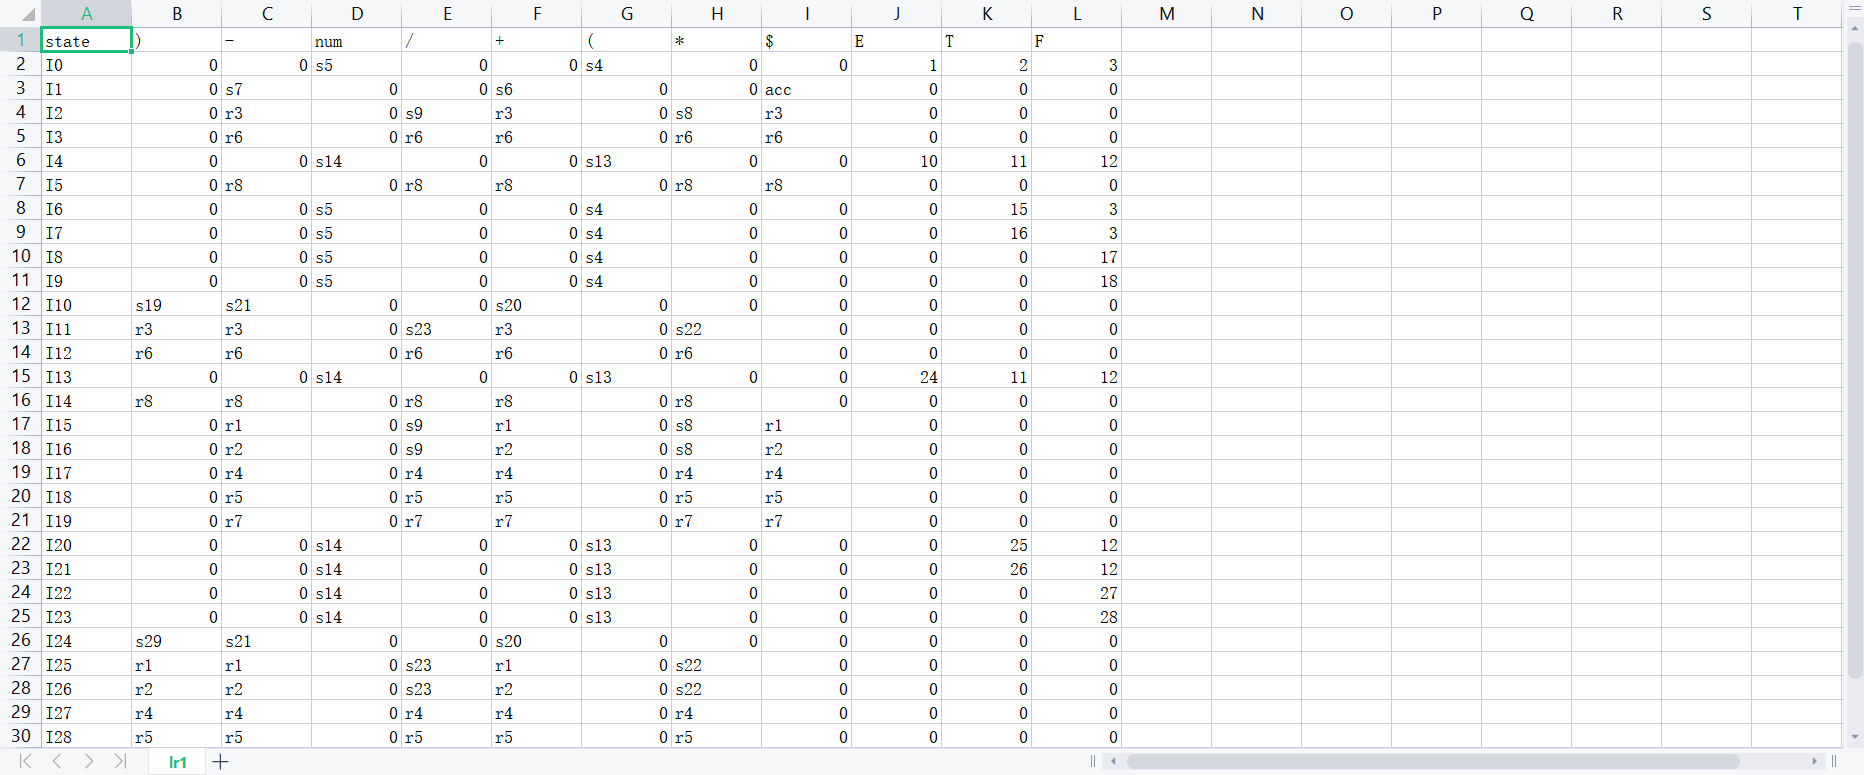 A B C D E F G H I J K L M N O P Q R S T
1 state ) - num / + ( * $ E T F
2 I0 0 0 s5 0 0 s4 0 0 1 2 3
3 I1 0 s7 0 0 s6 0 0 acc 0 0 0
4 I2 0 r3 0 s9 r3 0 s8 r3 0 0 0
5 I3 0 r6 0 r6 r6 0 r6 r6 0 0 0
6 I4 0 0 s14 0 0 s13 0 0 10 11 12
7 I5 0 r8 0 r8 r8 0 r8 r8 0 0 0
8 I6 0 0 s5 0 0 s4 0 0 0 15 3
9 I7 0 0 s5 0 0 s4 0 0 0 16 3
10 I8 0 0 s5 0 0 s4 0 0 0 0 17
11 I9 0 0 s5 0 0 s4 0 0 0 0 18
12 I10 s19 s21 0 0 s20 0 0 0 0 0 0
13 I11 r3 r3 0 s23 r3 0 s22 0 0 0 0
14 I12 r6 r6 0 r6 r6 0 r6 0 0 0 0
15 I13 0 0 s14 0 0 s13 0 0 24 11 12
16 I14 r8 r8 0 r8 r8 0 r8 0 0 0 0
17 I15 0 r1 0 s9 r1 0 s8 r1 0 0 0
18 I16 0 r2 0 s9 r2 0 s8 r2 0 0 0
19 I17 0 r4 0 r4 r4 0 r4 r4 0 0 0
20 I18 0 r5 0 r5 r5 0 r5 r5 0 0 0
21 I19 0 r7 0 r7 r7 0 r7 r7 0 0 0
22 I20 0 0 s14 0 0 s13 0 0 0 25 12
23 I21 0 0 s14 0 0 s13 0 0 0 26 12
24 I22 0 0 s14 0 0 s13 0 0 0 0 27
25 I23 0 0 s14 0 0 s13 0 0 0 0 28
26 I24 s29 s21 0 0 s20 0 0 0 0 0 0
27 I25 r1 r1 0 s23 r1 0 s22 0 0 0 0
28 I26 r2 r2 0 s23 r2 0 s22 0 0 0 0
29 I27 r4 r4 0 r4 r4 0 r4 0 0 0 0
30 I28 r5 r5 0 r5 r5 0 r5 0 0 0 0
lr1